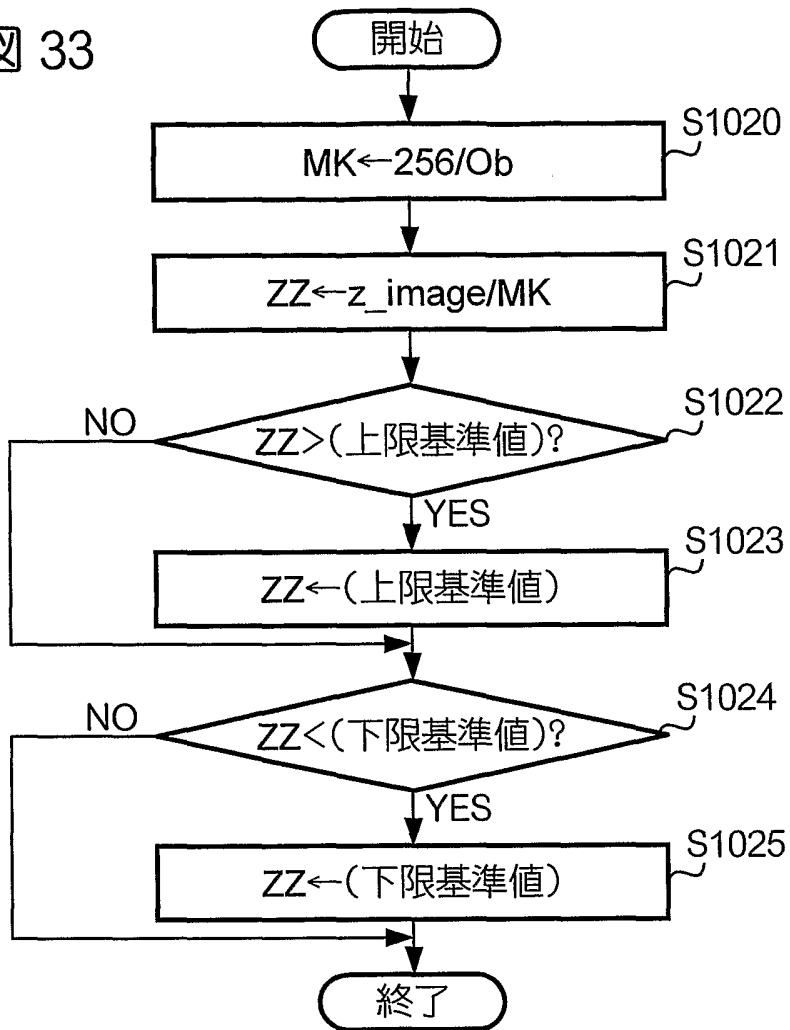 図 33
開始
S1020
MK←256/Ob
S1021
ZZ←z_image/MK
S1022
NO
ZZ>(上限基準値)?
YES
S1023
ZZ←(上限基準値)
S1024
NO
ZZ<(下限基準値)?
YES
S1025
ZZ←(下限基準値)
終了